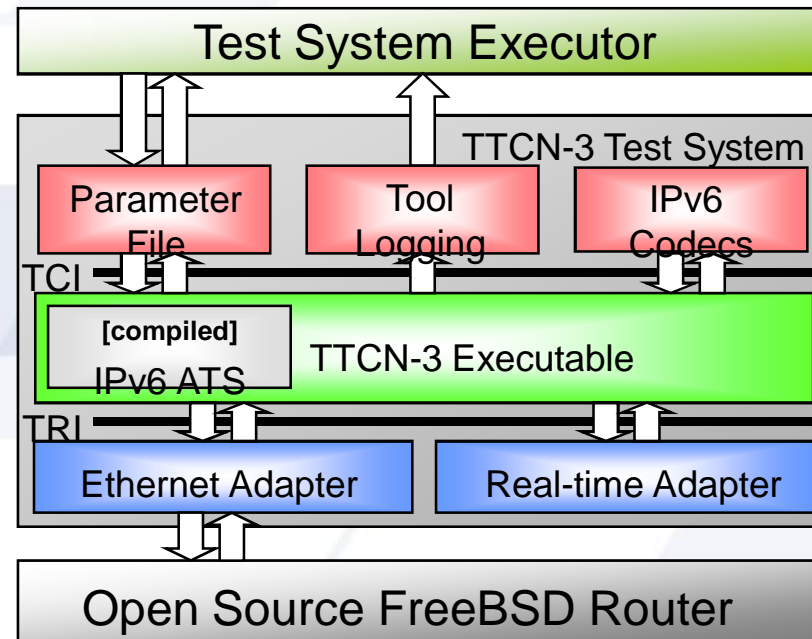 Test System Executor
TTCN-3 Test System
Parameter
File
Tool
Logging
IPv6
Codecs
TCI
[compiled]
IPv6 ATS
TTCN-3 Executable
TRI
Ethernet Adapter
Real-time Adapter
Open Source FreeBSD Router